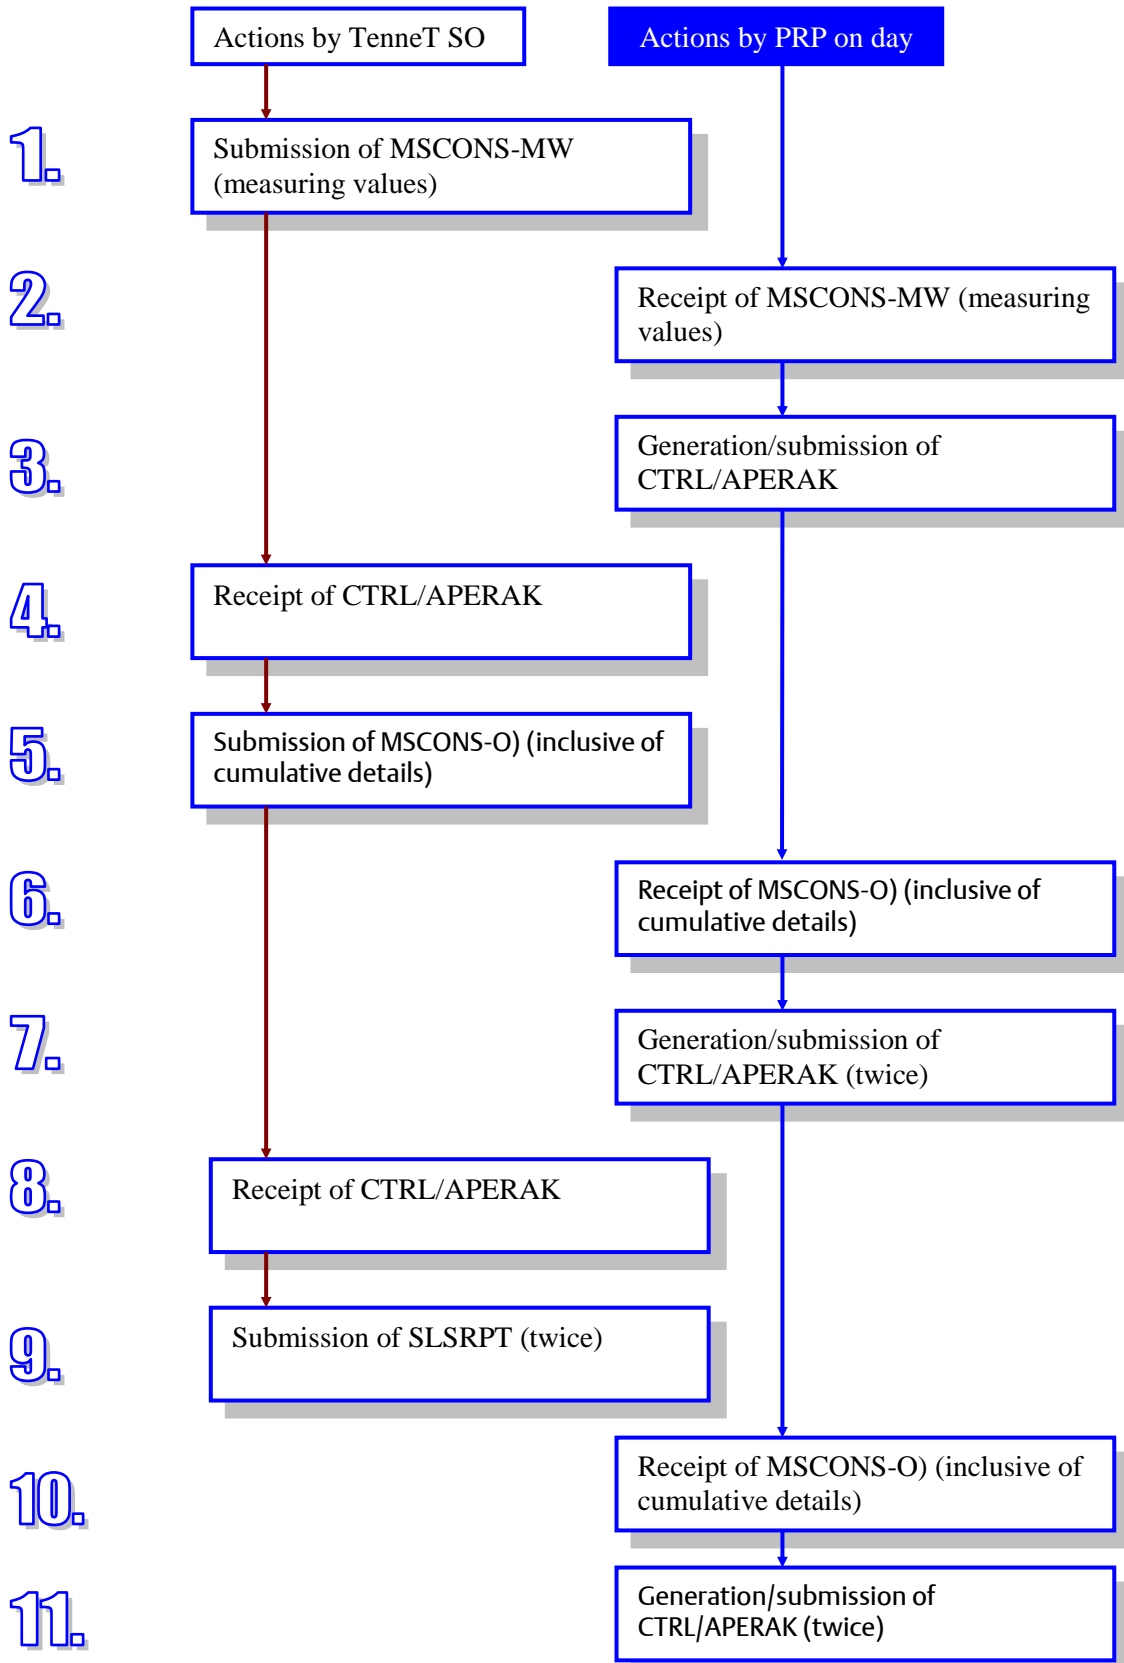 Actions by TenneT SO
Actions by PRP on day
1.
Submission of MSCONS-MW
(measuring values)
2.
Receipt of MSCONS-MW (measuring
values)
3.
Generation/submission of
CTRL/APERAK
4.
Receipt of CTRL/APERAK
5.
Submission of MSCONS-O) (inclusive of
cumulative details)
6.
Receipt of MSCONS-O) (inclusive of
cumulative details)
7.
Generation/submission of
CTRL/APERAK (twice)
8.
Receipt of CTRL/APERAK
9.
Submission of SLSRPT (twice)
10.
Receipt of MSCONS-O) (inclusive of
cumulative details)
11.
Generation/submission of
CTRL/APERAK (twice)